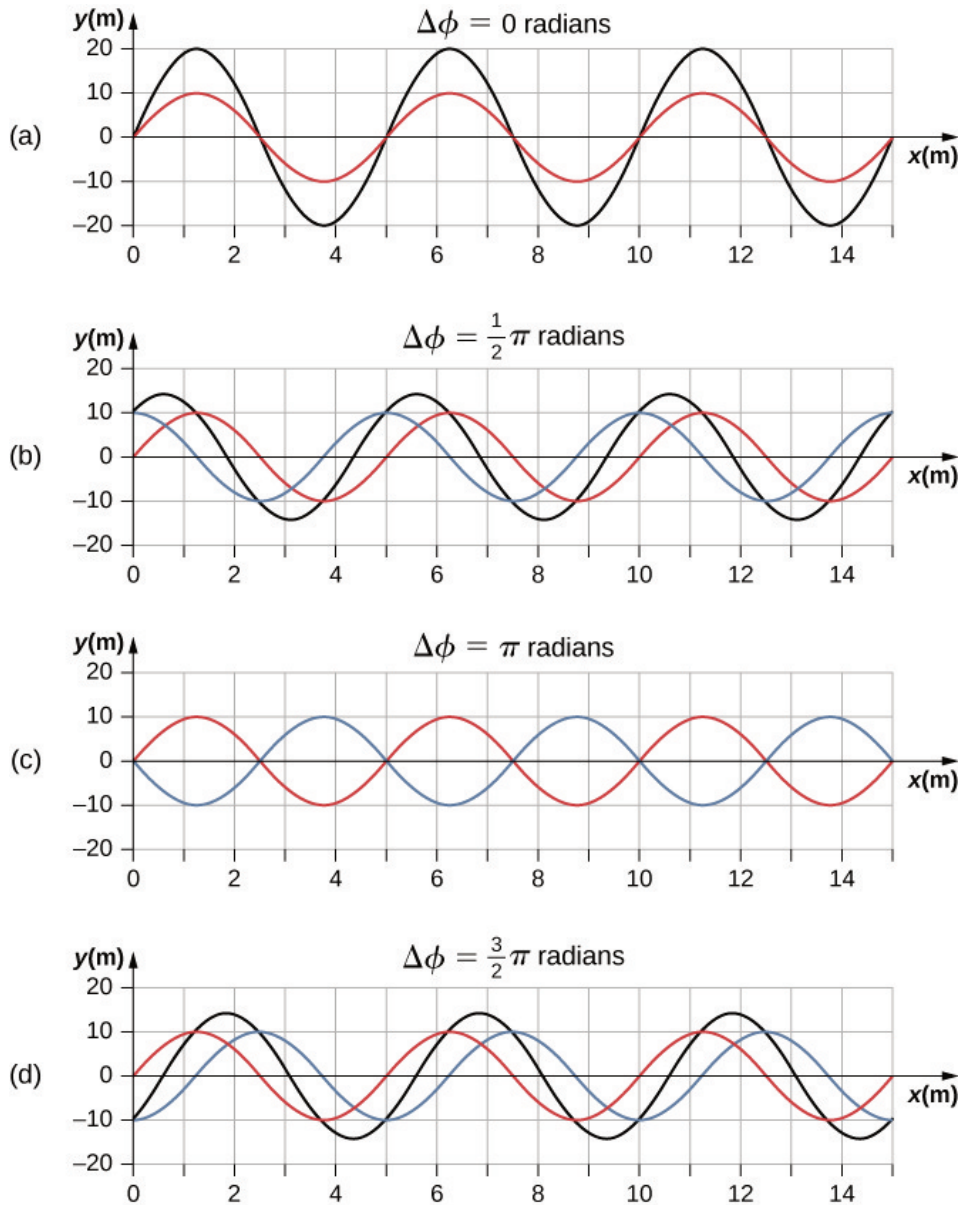 y(m)
Δϕ = 0 radians
20
10
(a)
0
x(m)
–10
–20
0 2 4 6 8 10 12 14
y(m)
Δϕ = 1/2 π radians
20
10
(b)
0
x(m)
–10
–20
0 2 4 6 8 10 12 14
y(m)
Δϕ = π radians
20
10
(c)
0
x(m)
–10
–20
0 2 4 6 8 10 12 14
y(m)
Δϕ = 3/2 π radians
20
10
(d)
0
x(m)
–10
–20
0 2 4 6 8 10 12 14